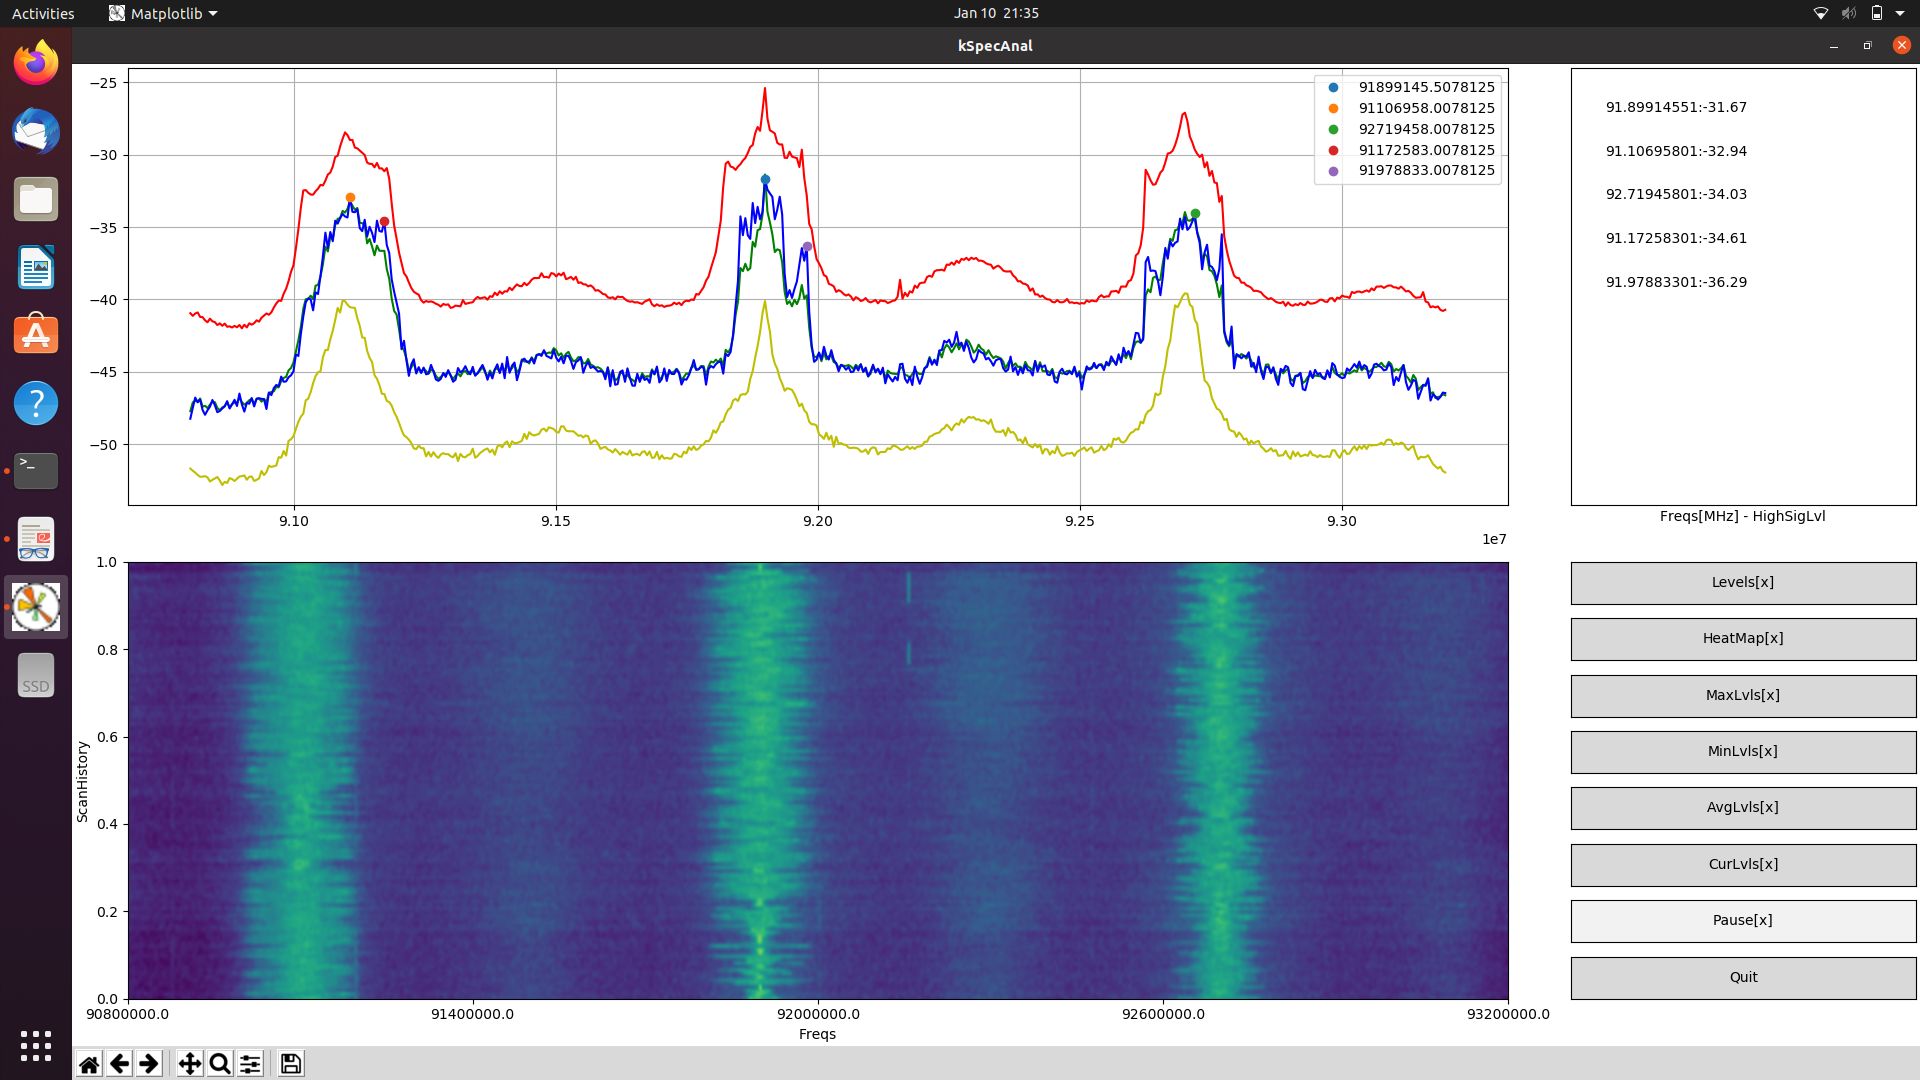 Activities
Matplotlib
Jan 10 21:35
kSpecAnal
−25
−30
−35
−40
−45
−50
9.10
9.15
9.20
9.25
9.30
1e7
91899145.5078125
91106958.0078125
92719458.0078125
91172583.0078125
91978833.0078125
91.89914551:-31.67
91.10695801:-32.94
92.71945801:-34.03
91.17258301:-34.61
91.97883301:-36.29
Freqs[MHz] - HighSigLvl
1.0
0.8
0.6
0.4
0.2
0.0
ScanHistory
90800000.0
91400000.0
92000000.0
92600000.0
93200000.0
Freqs
Levels[x]
HeatMap[x]
MaxLvls[x]
MinLvls[x]
AvgLvls[x]
CurLvls[x]
Pause[x]
Quit
>_
?
SSD